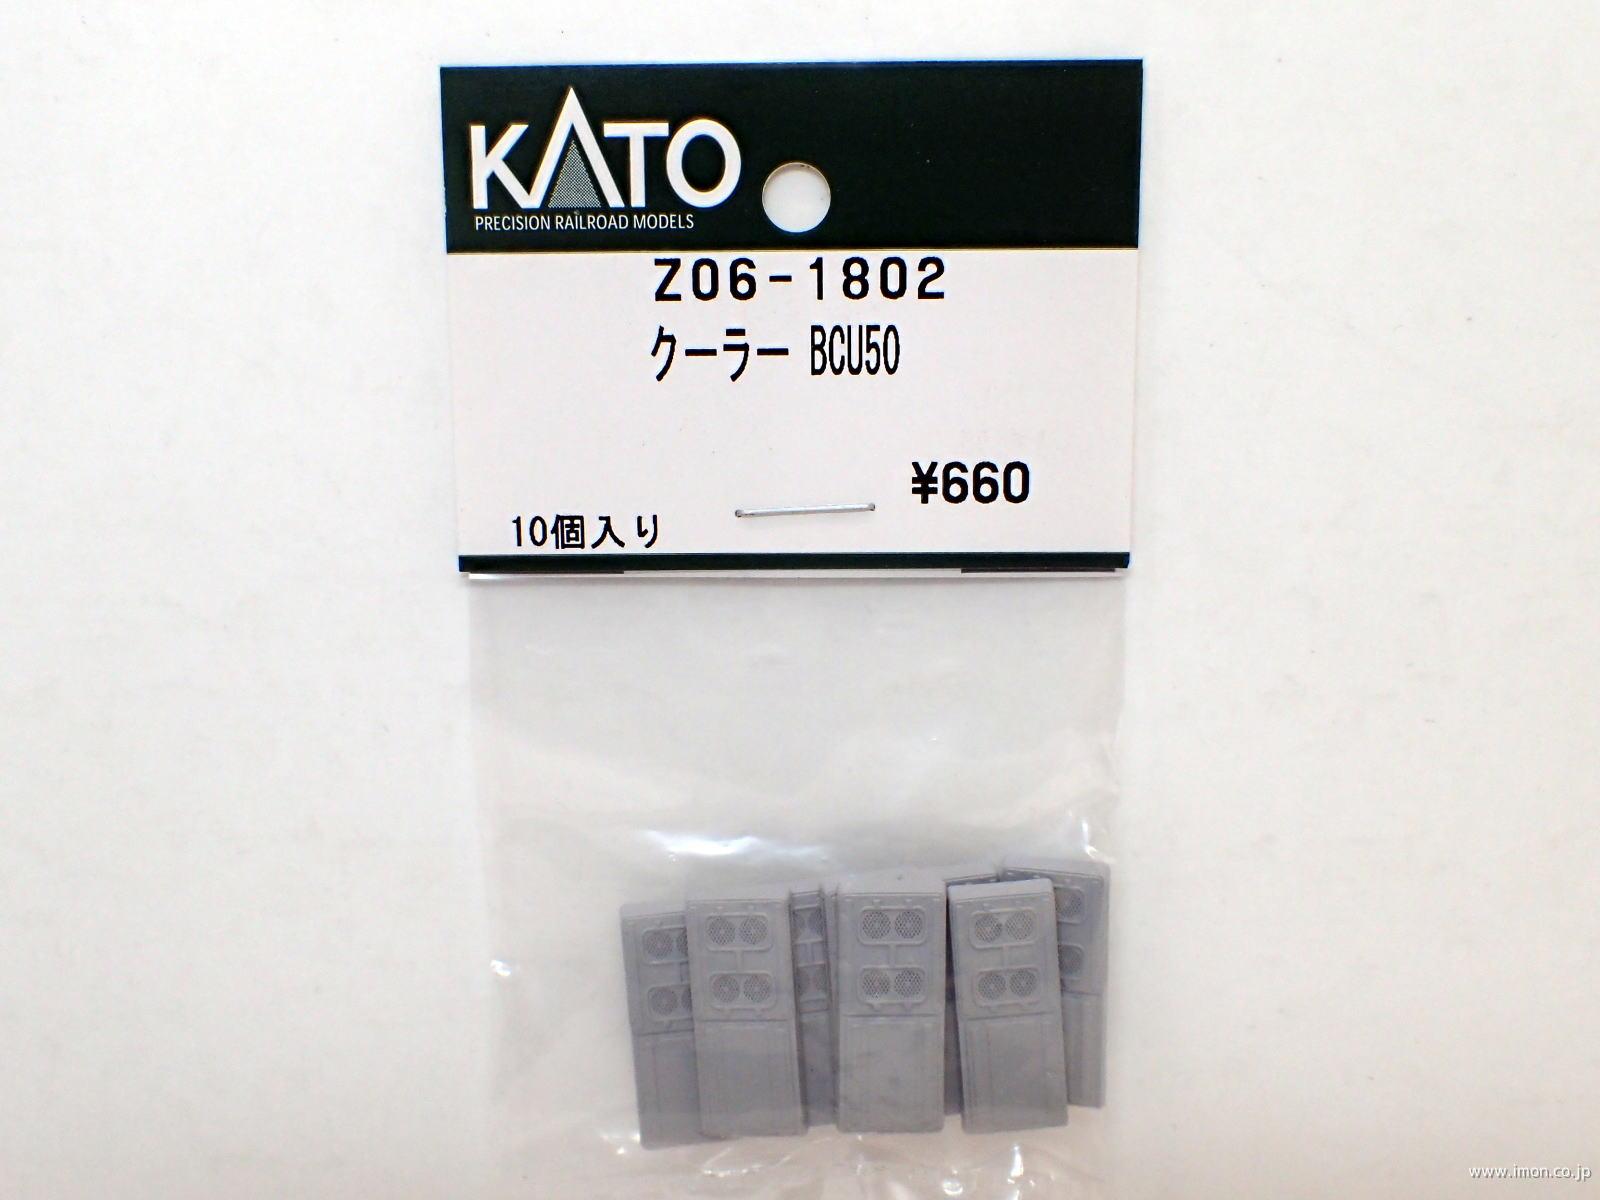 KATO
PRECISION RAILROAD MODELS
Z06-1802
クーラー BCU50
¥660
10個入り
www.imon.co.jp